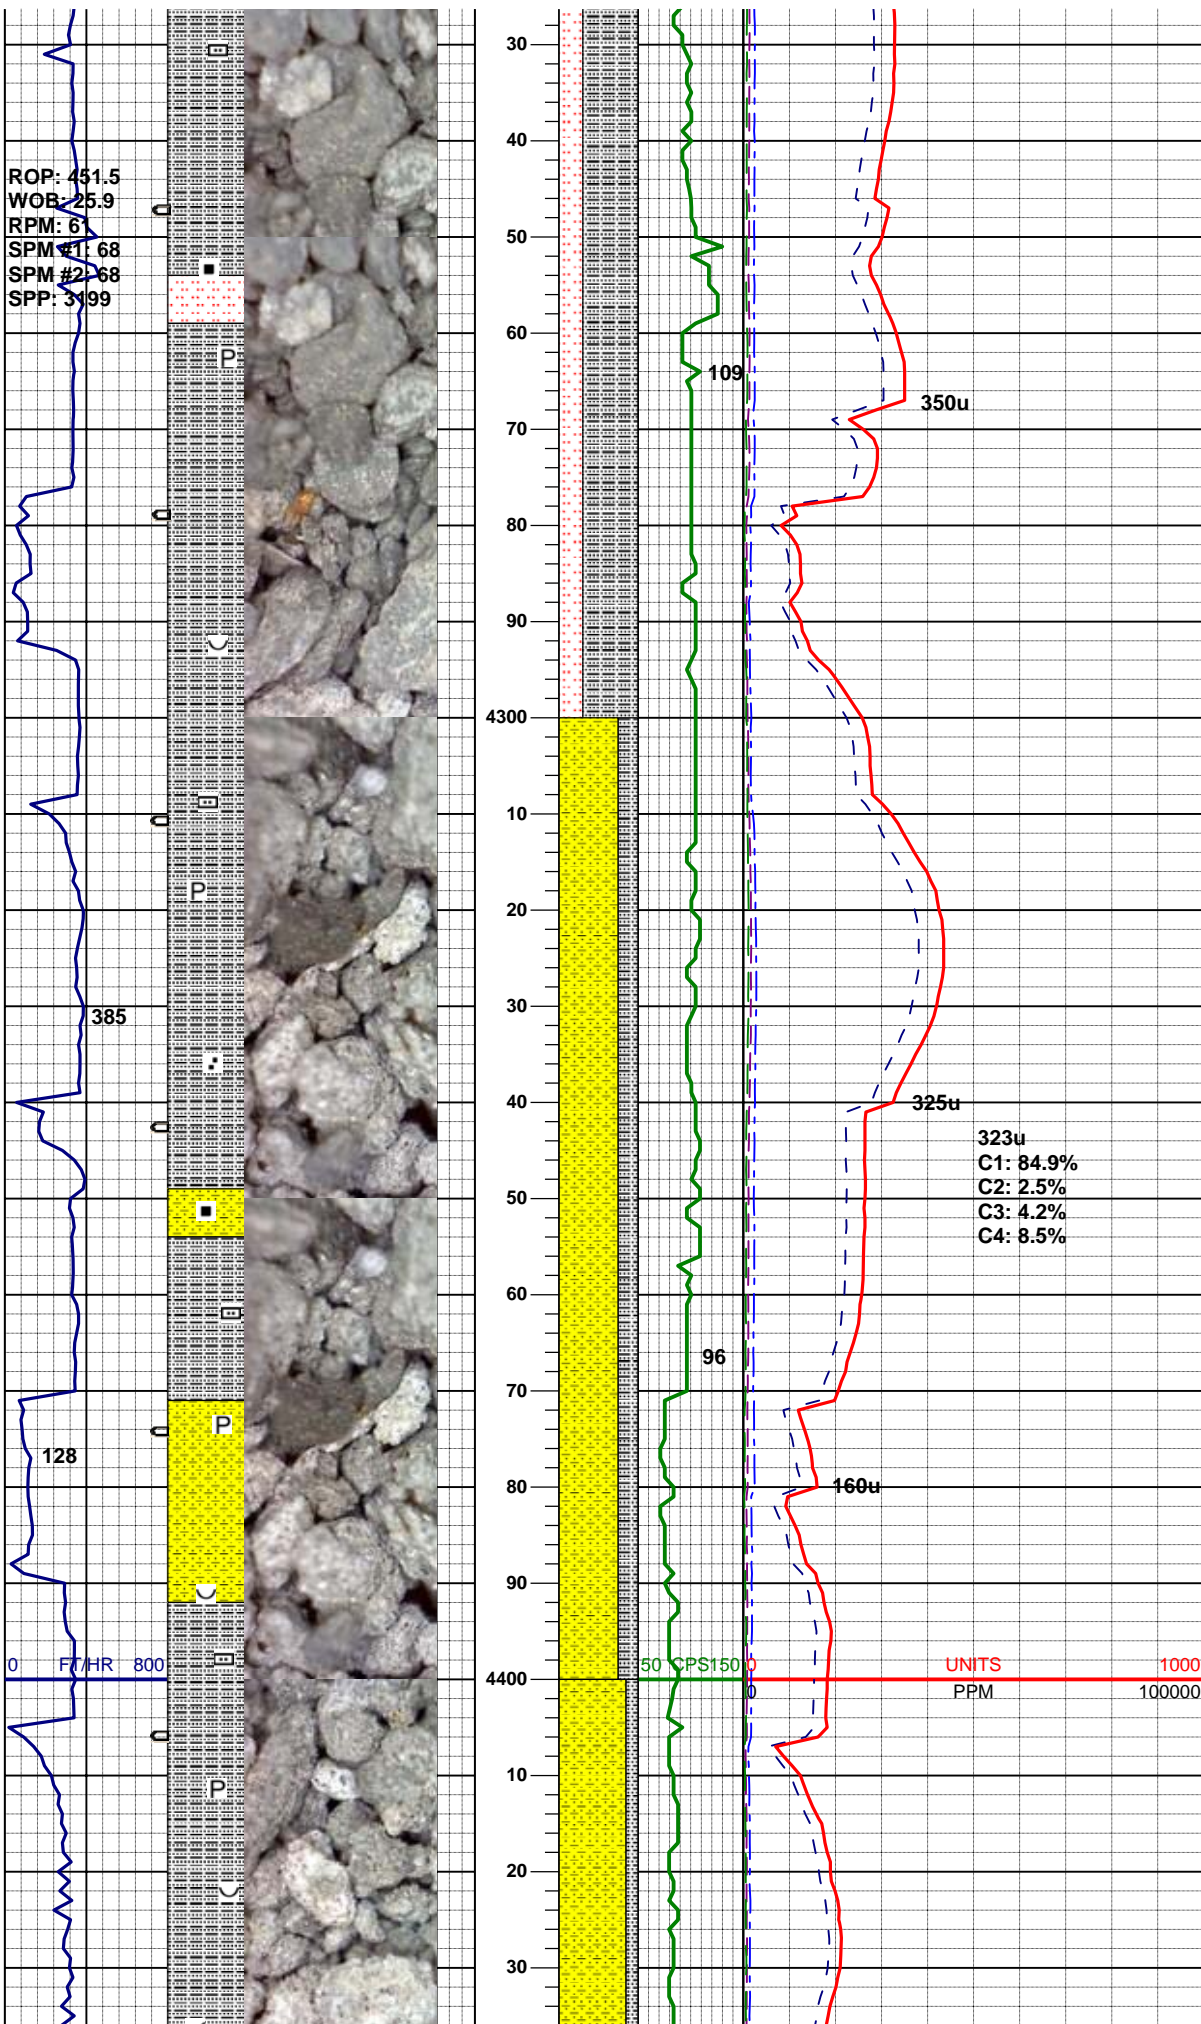 30
40
ROP: 451.5
WOB: 25.9
RPM: 61
SPM #1: 68
50
SPM #2: 68
SPP: 3199
60
P
109
350u
70
80
90
4300
10
P
20
30
385
40
325u
323u
C1: 84.9%
C2: 2.5%
50
C3: 4.2%
C4: 8.5%
60
96
70
P
128
80
160u
90
0 FT/HR 800
50 CPS 150
0 UNITS 1000
4400
0 PPM 100000
10
P
20
30